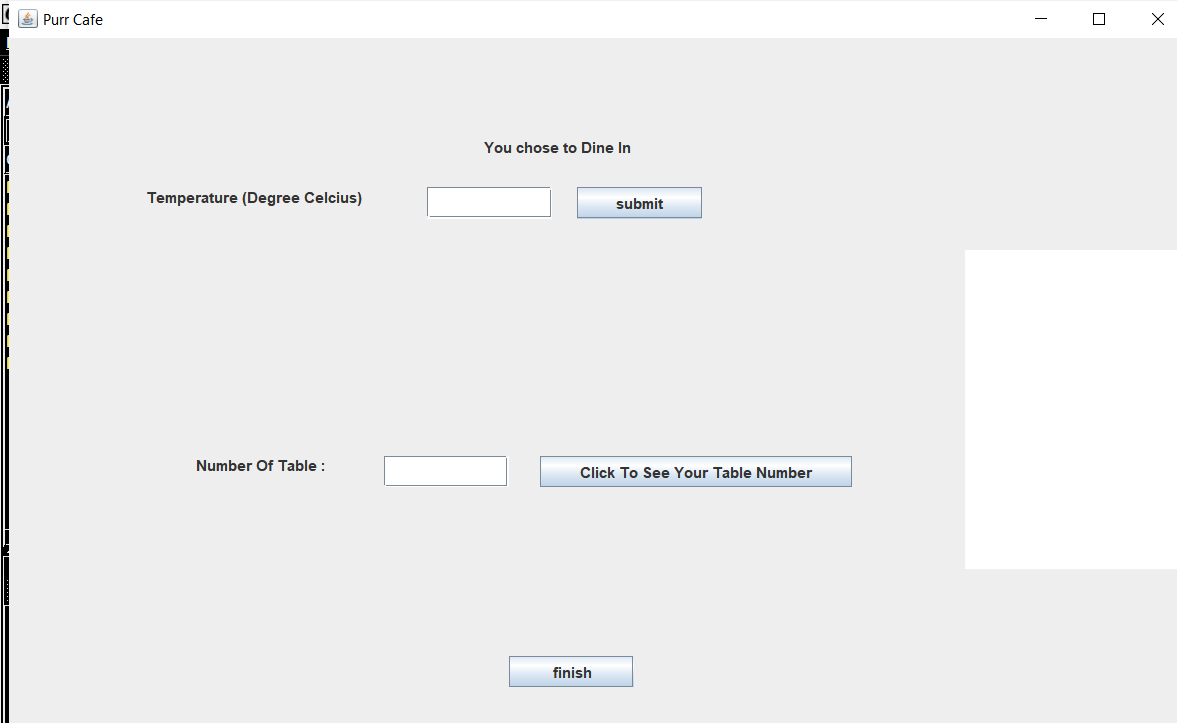 Purr Cafe
You chose to Dine In
Temperature (Degree Celcius)
submit
Number Of Table :
Click To See Your Table Number
finish